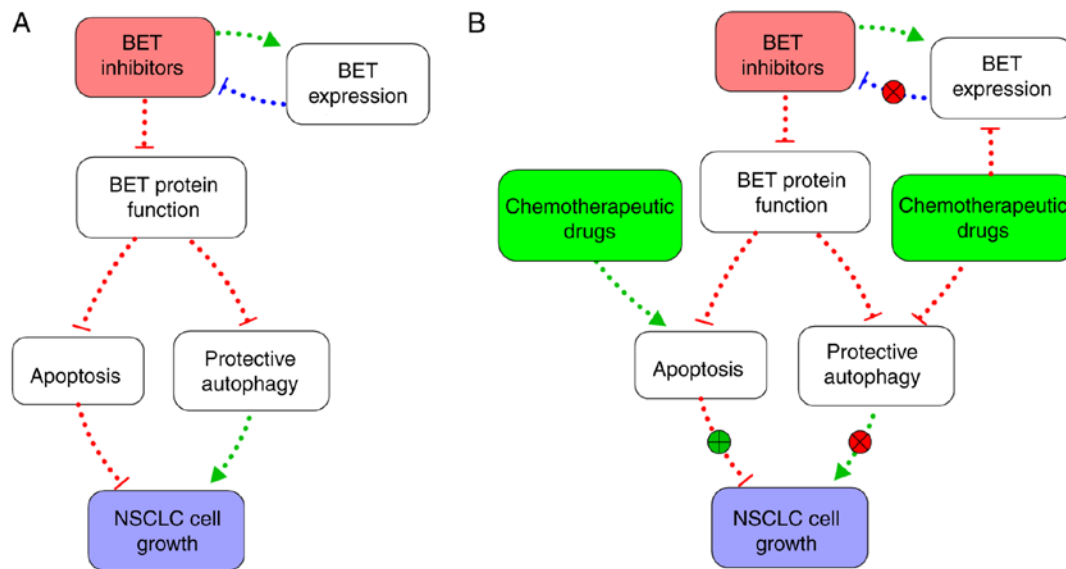 A
BET
inhibitors
BET
expression
BET protein
function
Apoptosis
Protective
autophagy
NSCLC cell
growth
B
BET
inhibitors
BET
expression
Chemotherapeutic
drugs
BET protein
function
Chemotherapeutic
drugs
Apoptosis
Protective
autophagy
NSCLC cell
growth